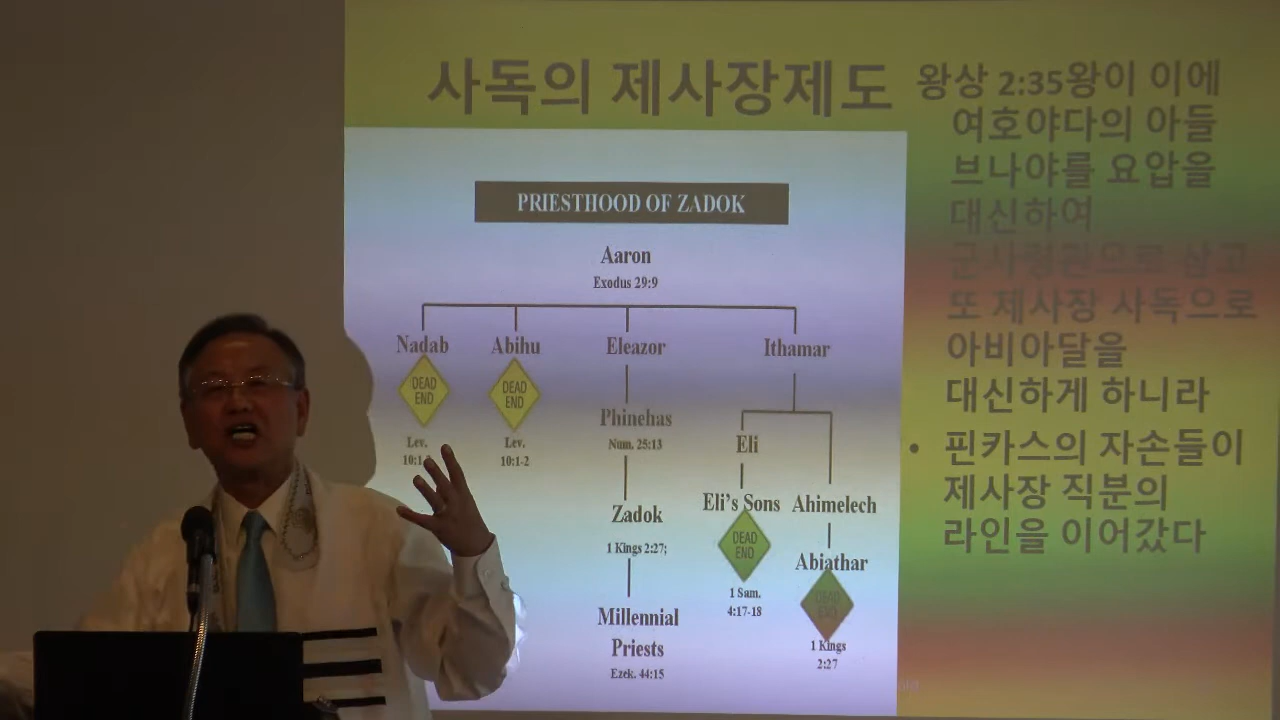 사독의 제사장제도
PRIESTHOOD OF ZADOK
Aaron
Exodus 29:9
Nadab Abihu Eleazor Ithamar
DEAD END DEAD END
Lev. 10:1- Lev. 10:1-2
Phinehas
Num. 25:13
Eli
Zadok
1 Kings 2:27;
Eli's Sons Ahimelech
DEAD END
1 Sam.
4:17-18
Abiathar
DEAD END
1 Kings
2:27
Millennial
Priests
Ezek. 44:15
왕상 2:35왕이 이에
여호야다의 아들
브나야를 요압을
대신하여
군사령관으로 삼고
또 제사장 사독으로
아비아달을
대신하게 하니라
• 핀카스의 자손들이
제사장 직분의
라인을 이어갔다